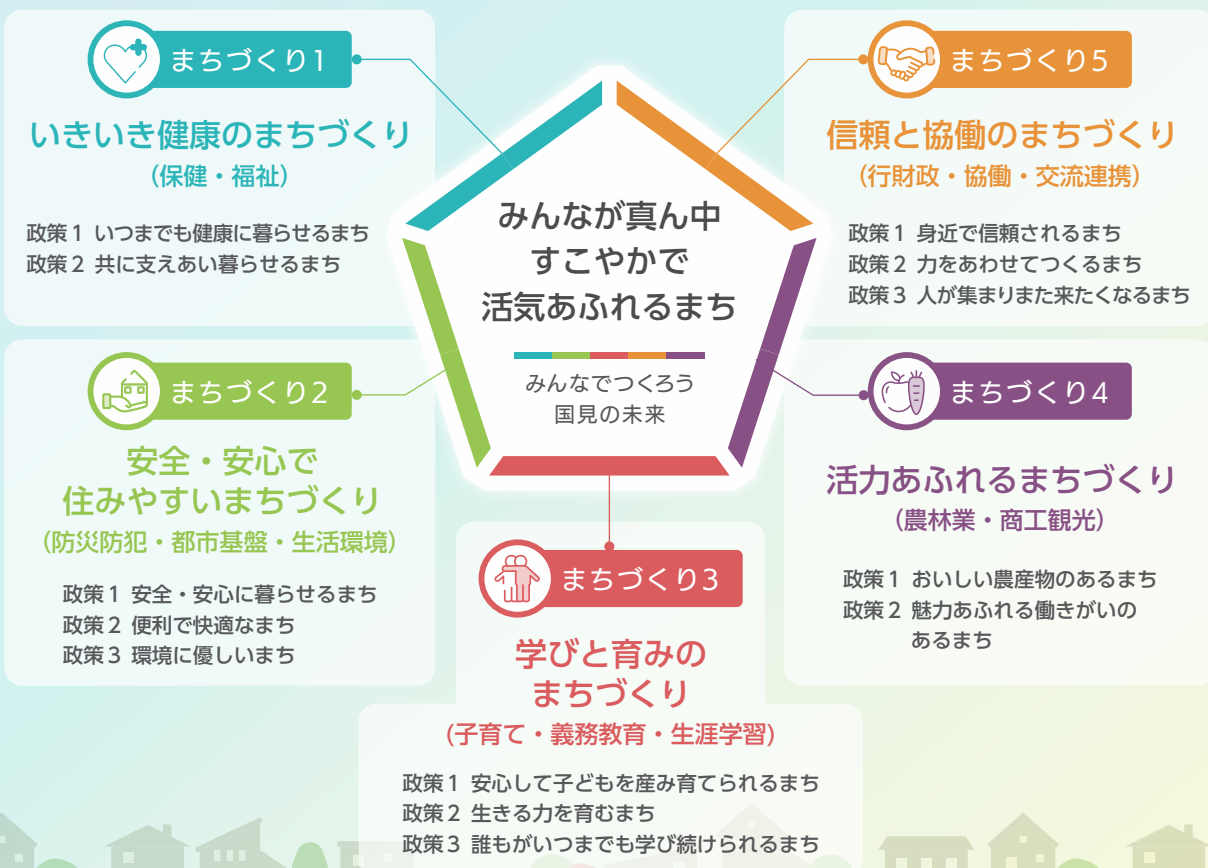 まちづくり1
いきいき健康のまちづくり
(保健・福祉)
政策1 いつまでも健康に暮らせるまち
政策2 共に支えあい暮らせるまち
まちづくり2
安全・安心で
住みやすいまちづくり
(防災防犯・都市基盤・生活環境)
政策1 安全・安心に暮らせるまち
政策2 便利で快適なまち
政策3 環境に優しいまち
みんなが真ん中
すこやかで
活気あふれるまち
みんなでつくろう
国見の未来
まちづくり3
学びと育みの
まちづくり
(子育て・義務教育・生涯学習)
政策1 安心して子どもを産み育てられるまち
政策2 生きる力を育むまち
政策3 誰もがいつまでも学び続けられるまち
まちづくり4
活力あふれるまちづくり
(農林業・商工観光)
政策1 おいしい農産物のあるまち
政策2 魅力あふれる働きがいの
あるまち
まちづくり5
信頼と協働のまちづくり
(行財政・協働・交流連携)
政策1 身近で信頼されるまち
政策2 力をあわせてつくるまち
政策3 人が集まりまた来たくなるまち